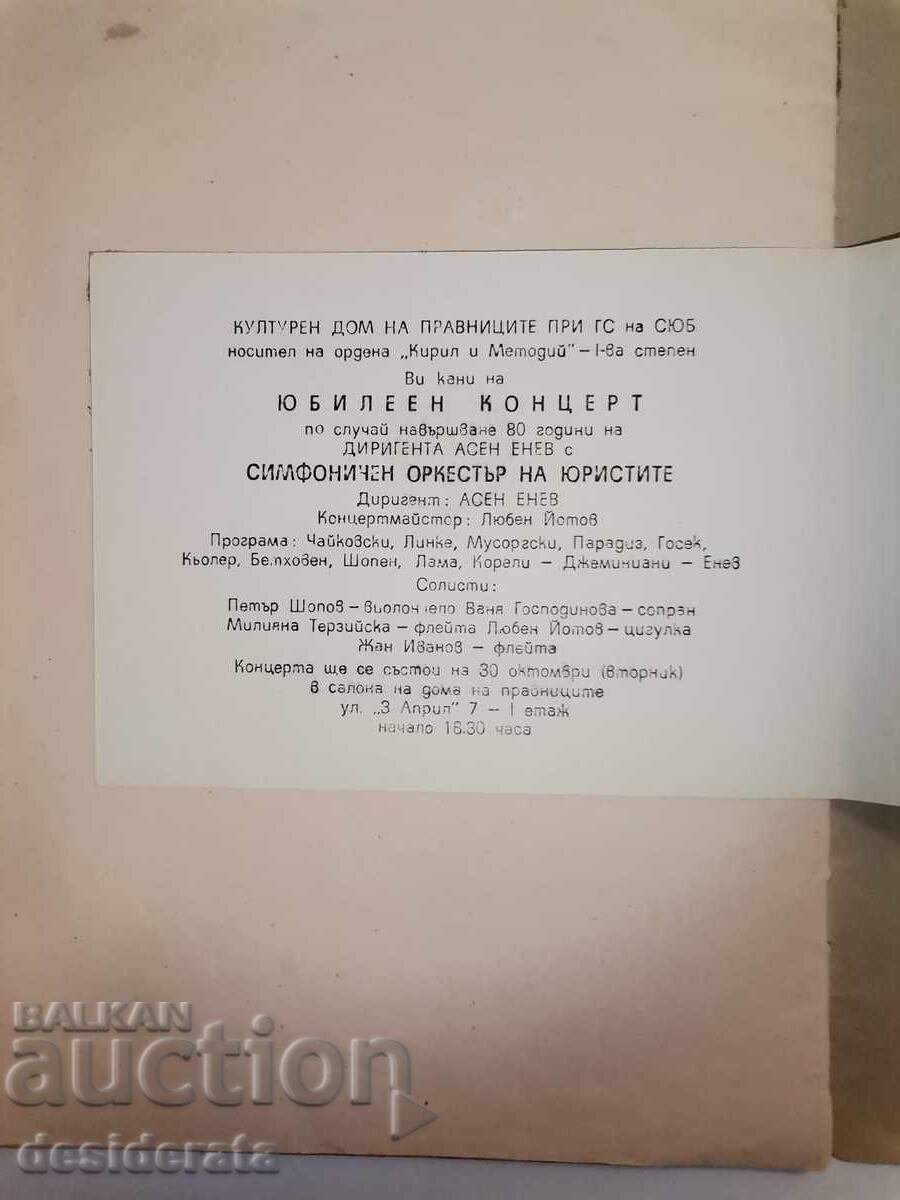 КУЛТУРЕН ДОМ НА ПРАВНИЦИТЕ ПРИ ГС на СЮБ
носител на ордена „Кирил и Методий" – I-ва степен
Ви кани на
ЮБИЛЕЕН КОНЦЕРТ
по случай навършване 80 години на
ДИРИГЕНТА АСЕН ЕНЕВ с
СИМФОНИЧЕН ОРКЕСТЪР НА ЮРИСТИТЕ
Диригент: АСЕН ЕНЕВ
Концертмайстор: Любен Йотов
Програма: Чайковски, Линке, Мусоргски, Парадиз, Госек,
Кьолер, Бетховен, Шопен, Лама, Корели – Джеминиани – Енев
Солисти:
Петър Шопов – виолончело Ваня Господинова – сопран
Милияна Терзийска – флейта Любен Йотов – цигулка
Жан Иванов – флейта
Концерта ще се състои на 30 октомври (вторник)
в салона на дома на правниците
ул. „3 Април" 7 – I етаж
начало 18.30 часа
BALKAN
auction
desiderata